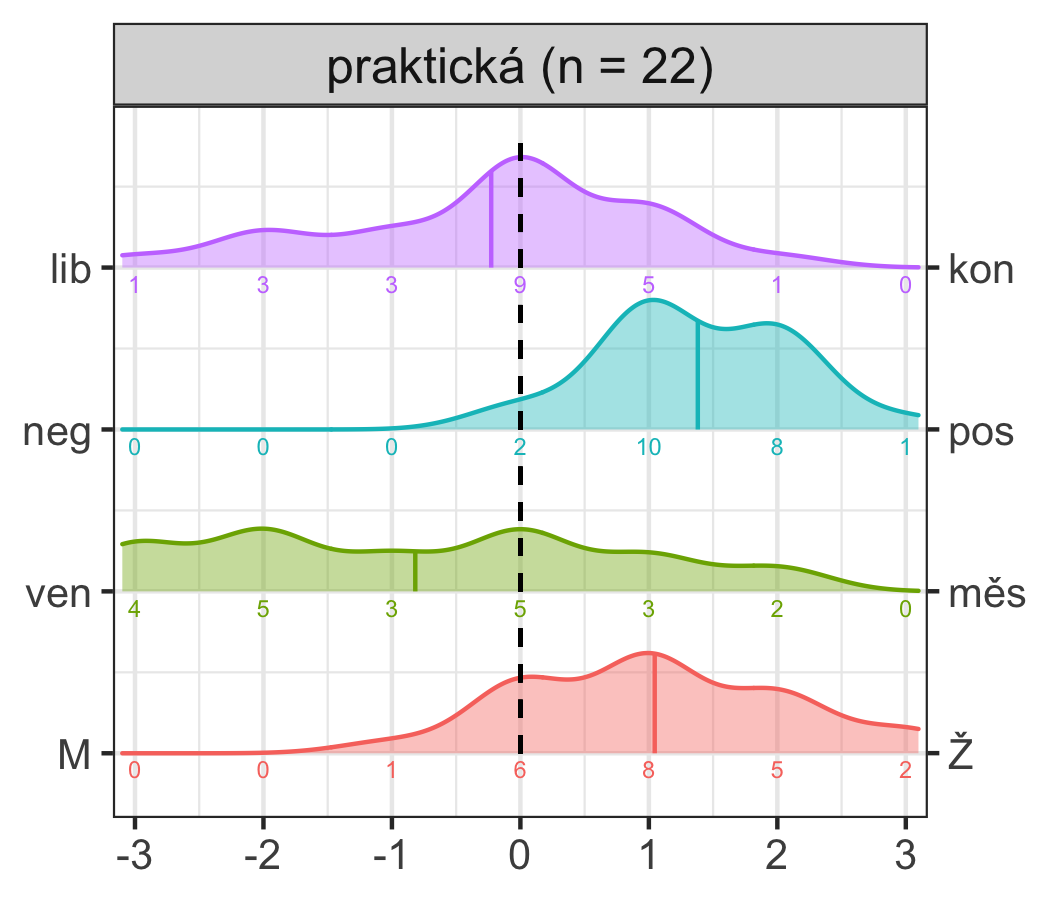 praktická (n = 22)
lib kon
1 3 3 9 5 1 0
neg pos
0 0 0 2 10 8 1
ven měs
4 5 3 5 3 2 0
M Ž
0 0 1 6 8 5 2
-3 -2 -1 0 1 2 3